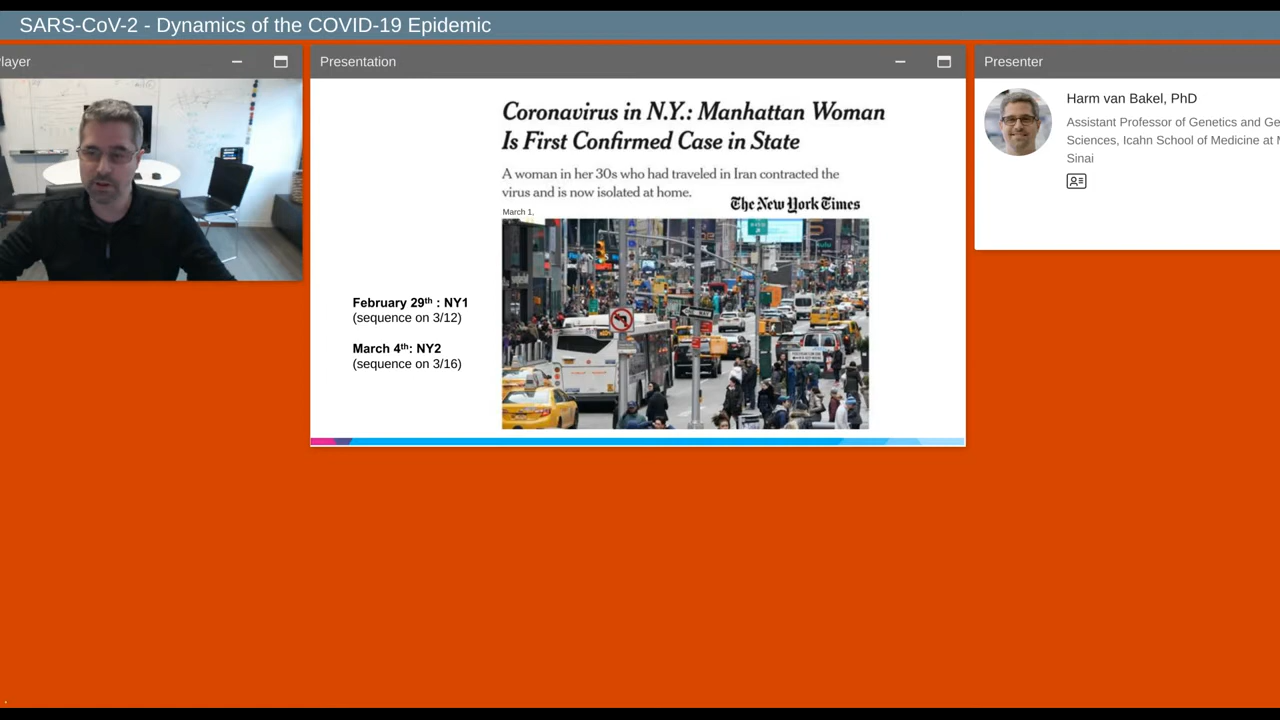 SARS-CoV-2 - Dynamics of the COVID-19 Epidemic
layer
Presentation
Presenter
Coronavirus in N.Y.: Manhattan Woman
Is First Confirmed Case in State
A woman in her 30s who had traveled in Iran contracted the
virus and is now isolated at home.
The New York Times
March 1,
February 29th : NY1
(sequence on 3/12)
March 4th: NY2
(sequence on 3/16)
Harm van Bakel, PhD
Assistant Professor of Genetics and Ge
Sciences, Icahn School of Medicine at M
Sinai